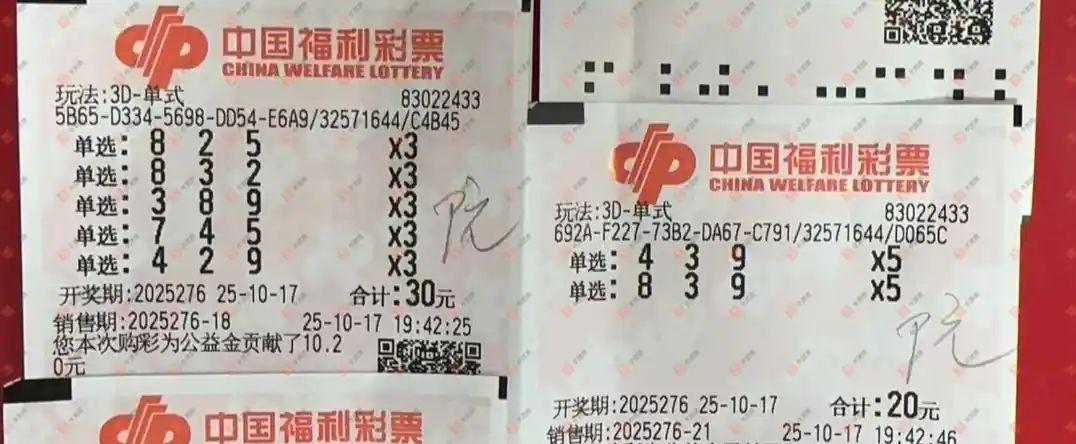 中国福利彩票
CHINA WELFARE LOTTERY
玩法:3D-单式 83022433
5B65-D334-5698-DD54-E6A9/32571644/C4B45
单选: 8 2 5 X3
单选: 8 3 2 X3
单选: 3 8 9 X3
单选: 7 4 5 X3
单选: 4 2 9 X3
开奖期:2025276 25-10-17 合计:30元
销售期:2025276-18 25-10-17 19:42:25
您本次购彩为公益金贡献了10.2
0元
中国福利彩票
中国福利彩票
CHINA WELFARE LOTTERY
玩法:3D-单式 83022433
692A-F227-73B2-DA67-C791/32571644/D065C
单选: 4 3 9 X5
单选: 8 3 9 X5
开奖期:2025276 25-10-17 合计:20元
销售期:2025276-21 25-10-17 19:42:46